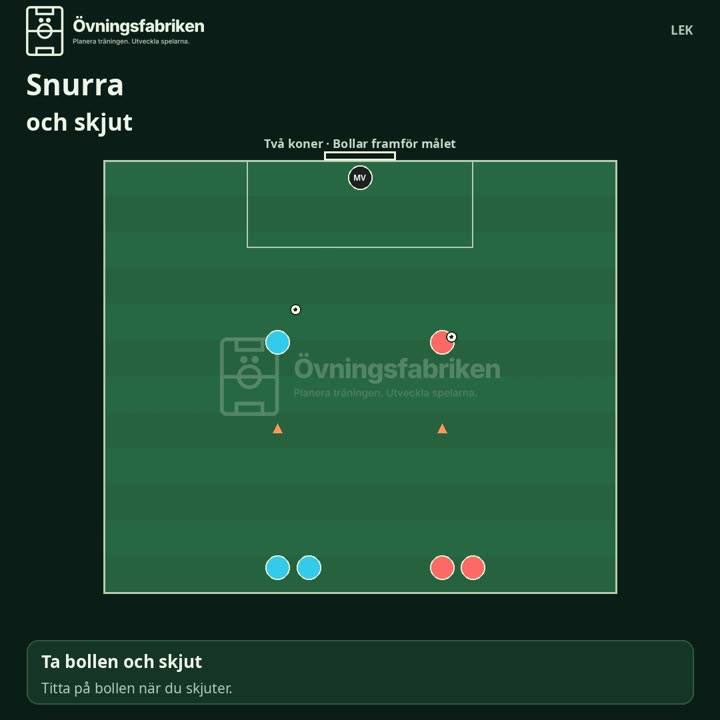 Övningsfabriken
Planera träningen. Utveckla spelarna.
LEK
Snurra
och skjut
Två koner · Bollar framför målet
MV
Övningsfabriken
Planera träningen. Utveckla spelarna.
Ta bollen och skjut
Titta på bollen när du skjuter.